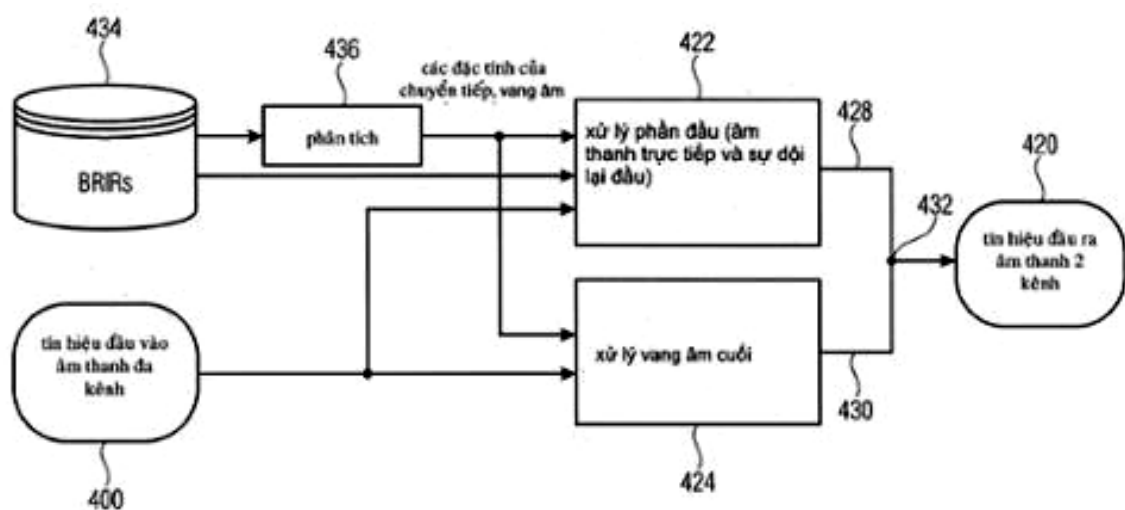 434
436
422
các đặc tính của
chuyển tiếp, vang âm
428
420
phân tích
xử lý phần đầu (âm
thanh trực tiếp và sự dội
lại đầu)
BRIRs
432
tín hiệu đầu ra
âm thanh 2
kênh
tín hiệu đầu vào
âm thanh đa
kênh
xử lý vang âm cuối
430
424
400